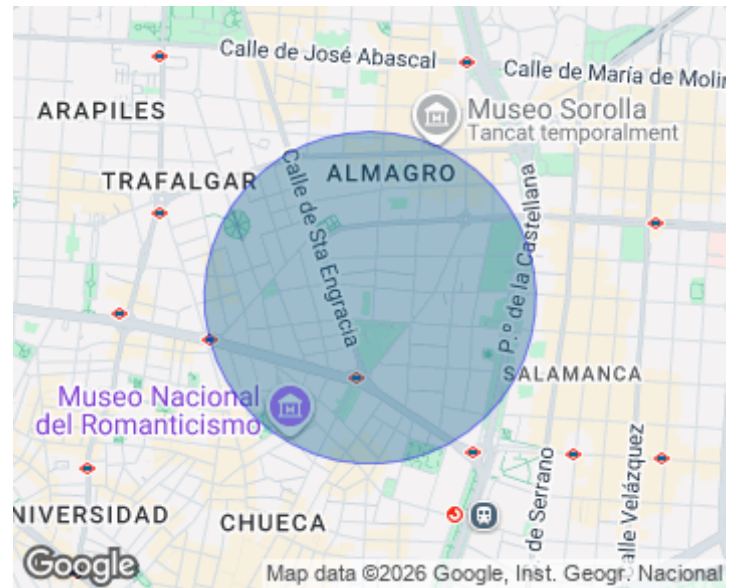 Calle de José Abascal
Calle de María de Molin
ARAPILES
Museo Sorolla
Tancat temporalment
TRAFALGAR
ALMAGRO
Calle de Sta Engracia
P.º de la Castellana
SALAMANCA
Museo Nacional
del Romanticismo
NIVERSIDAD
CHUECA
de Serrano
alle Velázquez
Google
Map data ©2026 Google, Inst. Geogr. Nacional